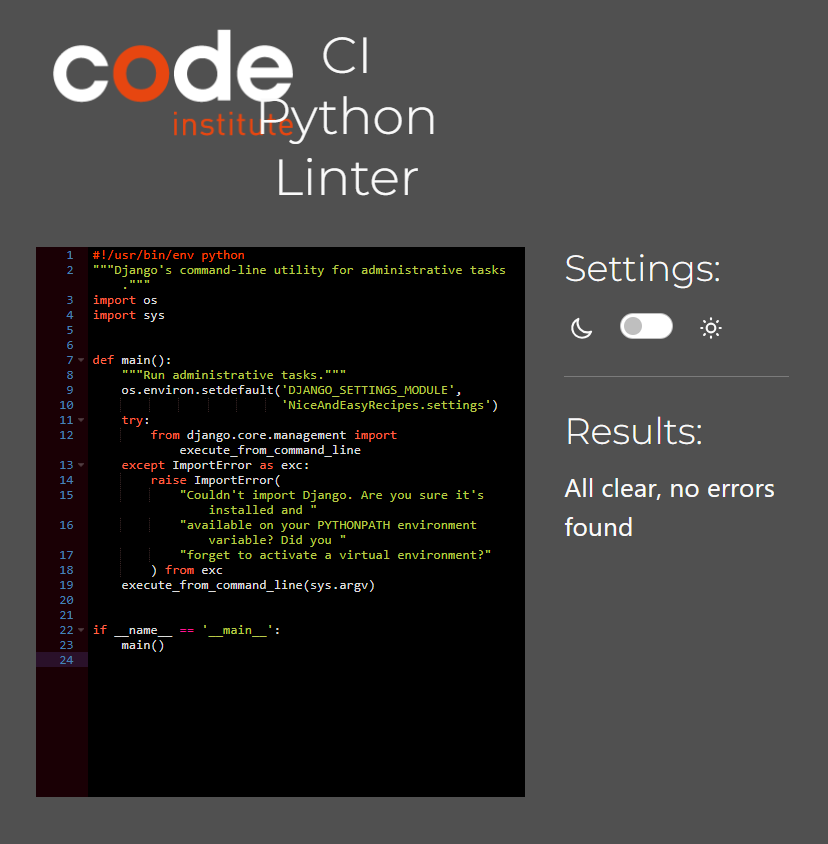 code
institute
CI
Python
Linter
1 #!/usr/bin/env python
2 """Django's command-line utility for administrative tasks
."""
3 import os
4 import sys
5
6
7 def main():
8     """Run administrative tasks."""
9     os.environ.setdefault('DJANGO_SETTINGS_MODULE',
10                           'NiceAndEasyRecipes.settings')
11     try:
12         from django.core.management import
execute_from_command_line
13     except ImportError as exc:
14         raise ImportError(
15             "Couldn't import Django. Are you sure it's
installed and "
16             "available on your PYTHONPATH environment
variable? Did you "
17             "forget to activate a virtual environment?"
18         ) from exc
19     execute_from_command_line(sys.argv)
20
21
22 if __name__ == '__main__':
23     main()
24
Settings:
Results:
All clear, no errors
found